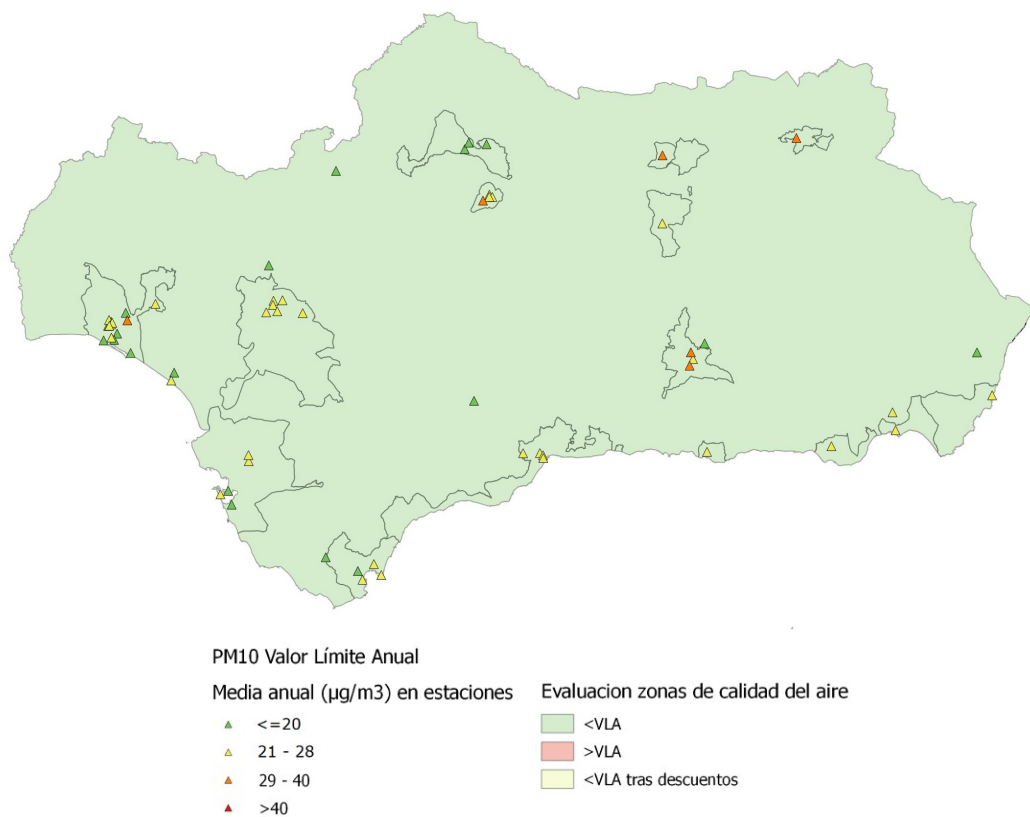 PM10 Valor Límite Anual
Media anual (µg/m3) en estaciones
<=20
21 - 28
29 - 40
>40
Evaluacion zonas de calidad del aire
<VLA
>VLA
<VLA tras descuentos